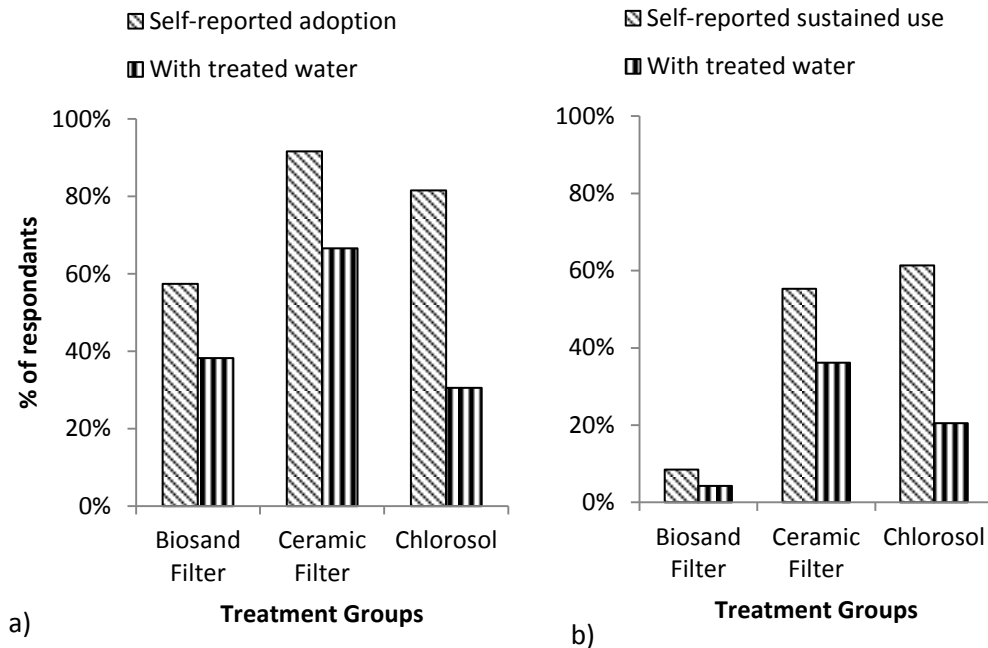 Self-reported adoption
With treated water
100%
80%
60%
40%
20%
0%
% of respondants
Biosand
Filter
Ceramic
Filter
Chlorosol
Treatment Groups
a)
Self-reported sustained use
With treated water
100%
80%
60%
40%
20%
0%
Biosand
Filter
Ceramic
Filter
Chlorosol
Treatment Groups
b)